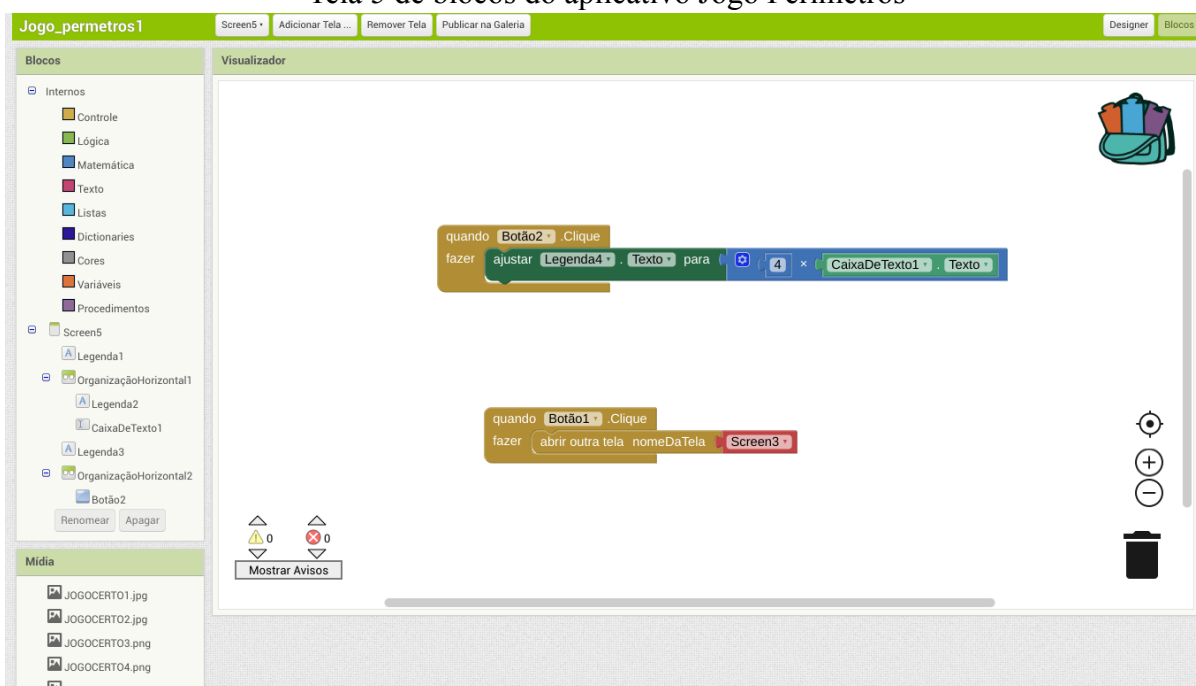 Tela 5 de blocos do aplicativo Jogo Perímetros
Jogo_permetros1 Screen5 Adicionar Tela ... Remover Tela Publicar na Galeria Designer Blocos
Blocos
Visualizador
Internos
Controle
Lógica
Matemática
Texto
Listas
Dictionaries
Cores
Variáveis
Procedimentos
Screen5
Legenda1
OrganizaçãoHorizontal1
Legenda2
CaixaDeTexto1
Legenda3
OrganizaçãoHorizontal2
Botão2
Renomear Apagar
quando Botão2 .Clique
fazer ajustar Legenda4 . Texto para 4 × CaixaDeTexto1 . Texto
quando Botão1 .Clique
fazer abrir outra tela nomeDaTela Screen3
0 0
Mostrar Avisos
Mídia
JOGOCERTO1.jpg
JOGOCERTO2.jpg
JOGOCERTO3.png
JOGOCERTO4.png